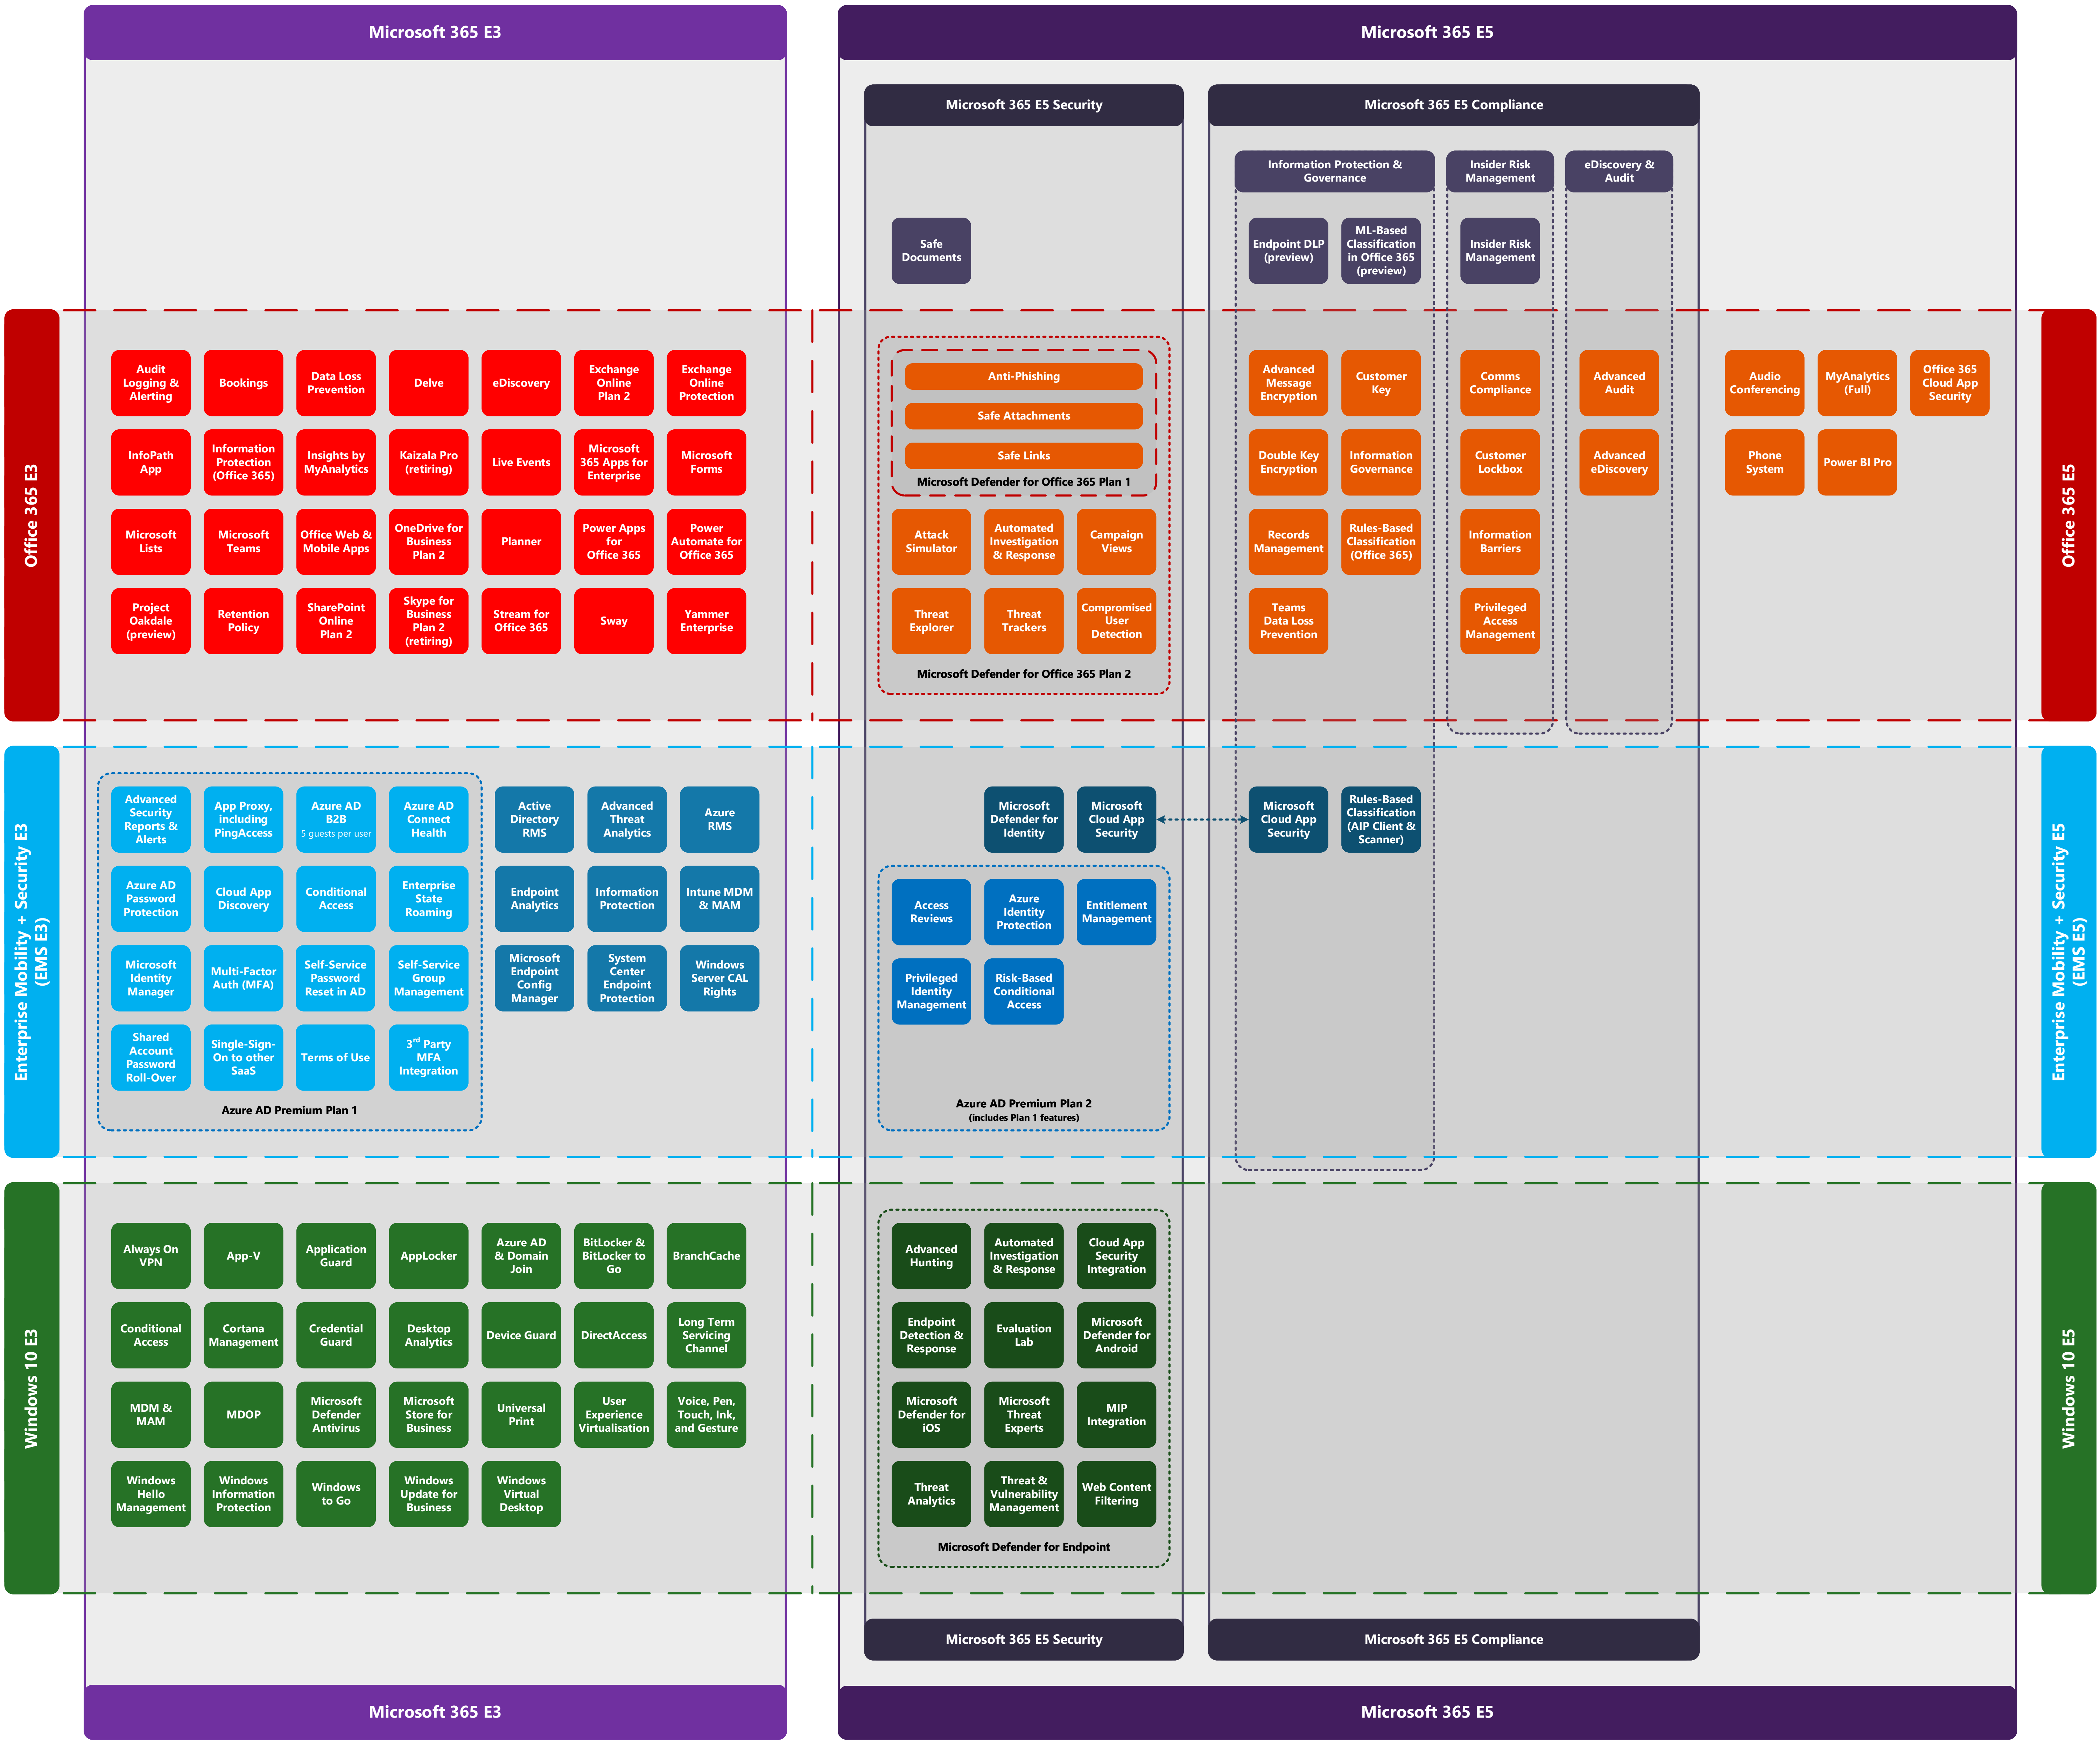 Microsoft 365 E3
Microsoft 365 E5
Microsoft 365 E5 Security
Microsoft 365 E5 Compliance
Information Protection &
Governance
Insider Risk
Management
eDiscovery &
Audit
Safe
Documents
Endpoint DLP
(preview)
ML-Based
Classification
in Office 365
(preview)
Insider Risk
Management
Office 365 E3
Audit
Logging &
Alerting
Bookings
Data Loss
Prevention
Delve
eDiscovery
Exchange
Online
Plan 2
Exchange
Online
Protection
InfoPath
App
Information
Protection
(Office 365)
Insights by
MyAnalytics
Kaizala Pro
(retiring)
Live Events
Microsoft
365 Apps for
Enterprise
Microsoft
Forms
Microsoft
Lists
Microsoft
Teams
Office Web &
Mobile Apps
OneDrive for
Business
Plan 2
Planner
Power Apps
for
Office 365
Power
Automate for
Office 365
Project
Oakdale
(preview)
Retention
Policy
SharePoint
Online
Plan 2
Skype for
Business
Plan 2
(retiring)
Stream for
Office 365
Sway
Yammer
Enterprise
Anti-Phishing
Safe Attachments
Safe Links
Microsoft Defender for Office 365 Plan 1
Attack
Simulator
Automated
Investigation
& Response
Campaign
Views
Threat
Explorer
Threat
Trackers
Compromised
User
Detection
Microsoft Defender for Office 365 Plan 2
Advanced
Message
Encryption
Customer
Key
Double Key
Encryption
Information
Governance
Records
Management
Rules-Based
Classification
(Office 365)
Teams
Data Loss
Prevention
Comms
Compliance
Customer
Lockbox
Information
Barriers
Privileged
Access
Management
Advanced
Audit
Advanced
eDiscovery
Audio
Conferencing
MyAnalytics
(Full)
Office 365
Cloud App
Security
Phone
System
Power BI Pro
Office 365 E5
Enterprise Mobility + Security E3
(EMS E3)
Advanced
Security
Reports &
Alerts
App Proxy,
including
PingAccess
Azure AD
B2B
5 guests per user
Azure AD
Connect
Health
Azure AD
Password
Protection
Cloud App
Discovery
Conditional
Access
Enterprise
State
Roaming
Microsoft
Identity
Manager
Multi-Factor
Auth (MFA)
Self-Service
Password
Reset in AD
Self-Service
Group
Management
Shared
Account
Password
Roll-Over
Single-Sign-
On to other
SaaS
Terms of Use
3rd Party
MFA
Integration
Azure AD Premium Plan 1
Active
Directory
RMS
Advanced
Threat
Analytics
Azure
RMS
Endpoint
Analytics
Information
Protection
Intune MDM
& MAM
Microsoft
Endpoint
Config
Manager
System
Center
Endpoint
Protection
Windows
Server CAL
Rights
Microsoft
Defender for
Identity
Microsoft
Cloud App
Security
Microsoft
Cloud App
Security
Rules-Based
Classification
(AIP Client &
Scanner)
Access
Reviews
Azure
Identity
Protection
Entitlement
Management
Privileged
Identity
Management
Risk-Based
Conditional
Access
Azure AD Premium Plan 2
(includes Plan 1 features)
Enterprise Mobility + Security E5
(EMS E5)
Windows 10 E3
Always On
VPN
App-V
Application
Guard
AppLocker
Azure AD
& Domain
Join
BitLocker &
BitLocker to
Go
BranchCache
Conditional
Access
Cortana
Management
Credential
Guard
Desktop
Analytics
Device Guard
DirectAccess
Long Term
Servicing
Channel
MDM &
MAM
MDOP
Microsoft
Defender
Antivirus
Microsoft
Store for
Business
Universal
Print
User
Experience
Virtualisation
Voice, Pen,
Touch, Ink,
and Gesture
Windows
Hello
Management
Windows
Information
Protection
Windows
to Go
Windows
Update for
Business
Windows
Virtual
Desktop
Advanced
Hunting
Automated
Investigation
& Response
Cloud App
Security
Integration
Endpoint
Detection &
Response
Evaluation
Lab
Microsoft
Defender for
Android
Microsoft
Defender for
iOS
Microsoft
Threat
Experts
MIP
Integration
Threat
Analytics
Threat &
Vulnerability
Management
Web Content
Filtering
Microsoft Defender for Endpoint
Windows 10 E5
Microsoft 365 E5 Security
Microsoft 365 E5 Compliance
Microsoft 365 E3
Microsoft 365 E5